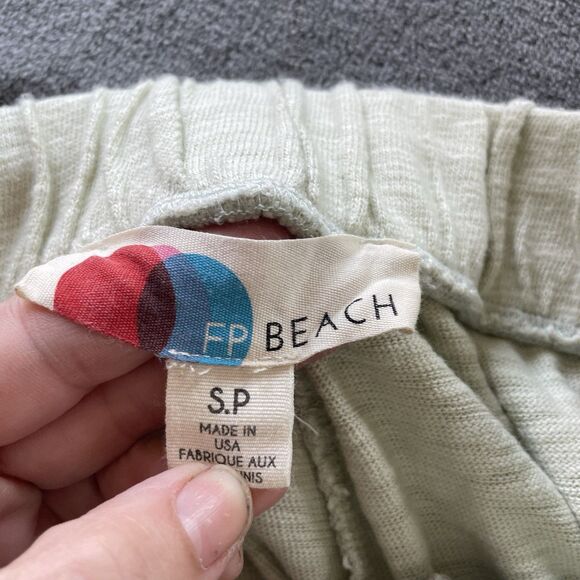 FP BEACH
S.P
MADE IN
USA
FABRIQUE AUX